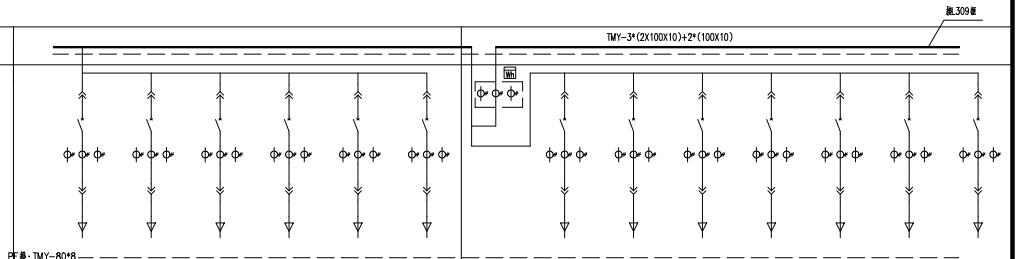 接L309柜
TMY-3*(2X100X10)+2*(100X10)
Wh
PE排: TMY-80*8